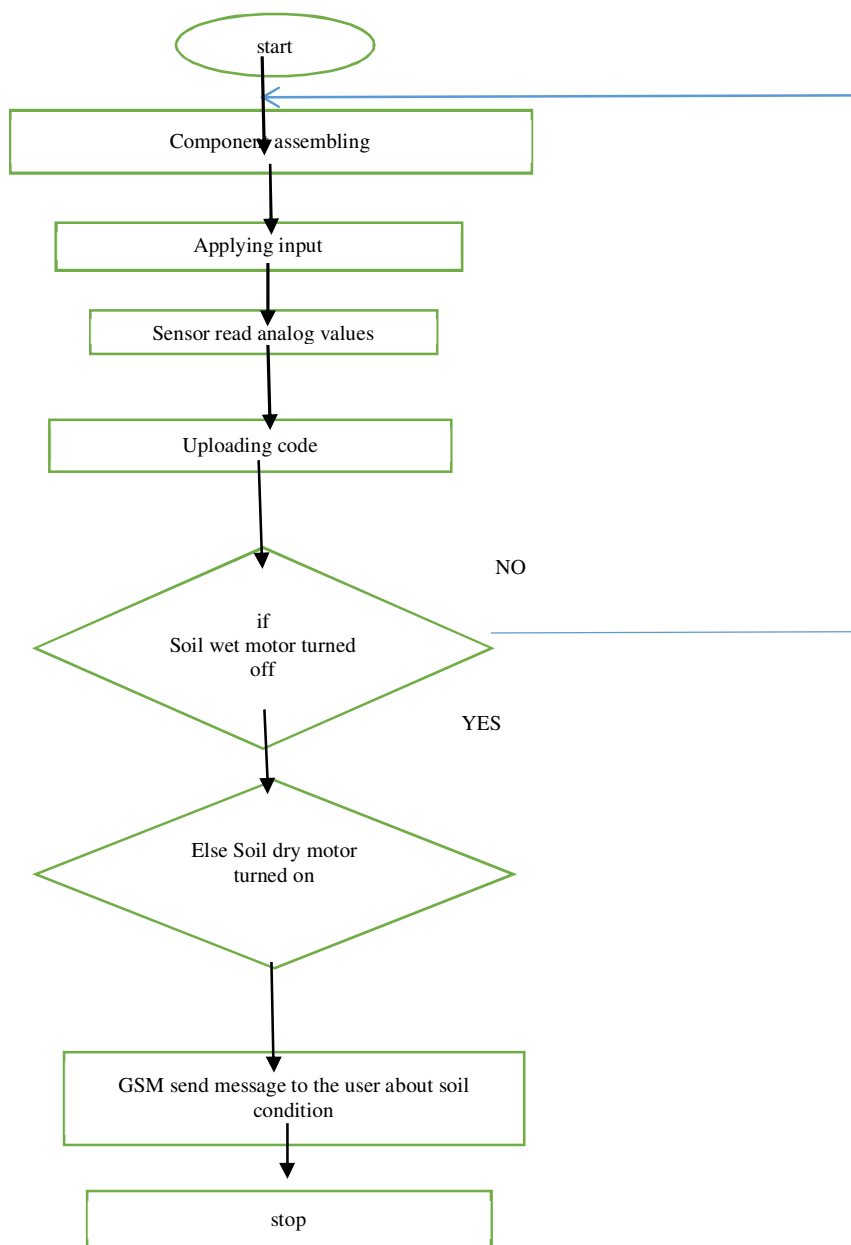 start
Component assembling
Applying input
Sensor read analog values
Uploading code
NO
if
Soil wet motor turned
off
YES
Else Soil dry motor
turned on
GSM send message to the user about soil
condition
stop